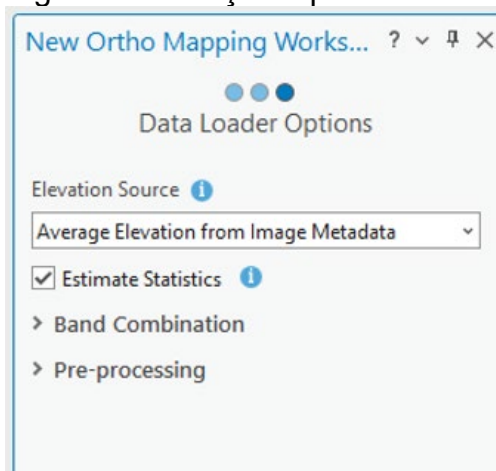 New Ortho Mapping Works... ?
Data Loader Options
Elevation Source
Average Elevation from Image Metadata
Estimate Statistics
Band Combination
Pre-processing